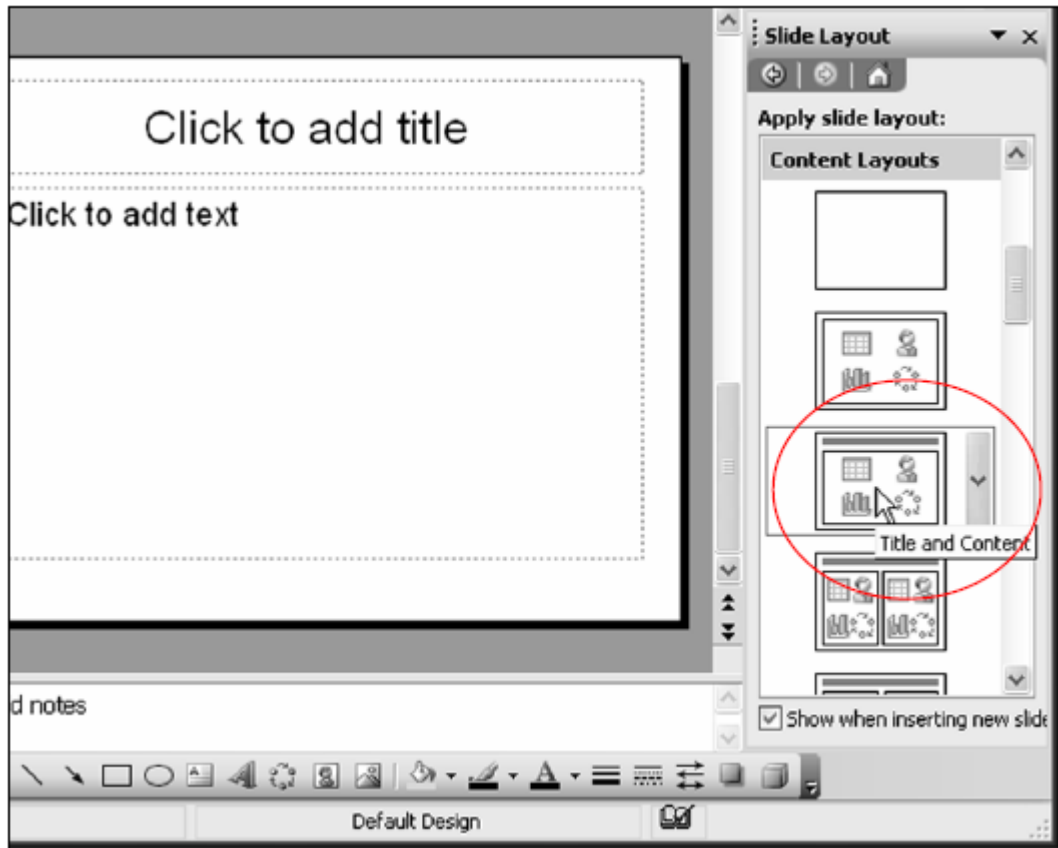 Slide Layout
Apply slide layout:
Content Layouts
Click to add title
Click to add text
Title and Content
d notes
Show when inserting new slide
A
Default Design